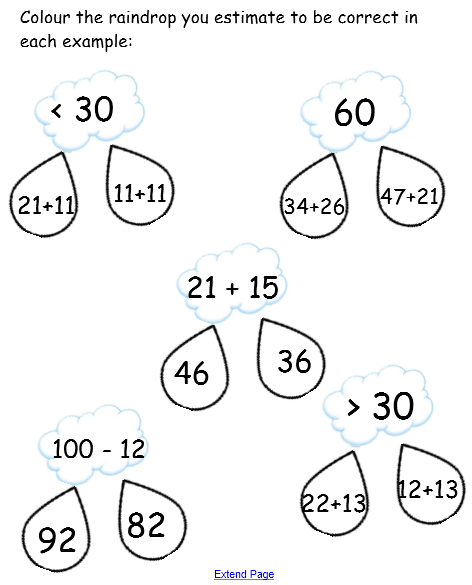 Colour the raindrop you estimate to be correct in
each example:
< 30
21+11
11+11
60
34+26
47+21
21 + 15
46
36
> 30
22+13
12+13
100 - 12
92
82
Extend Page